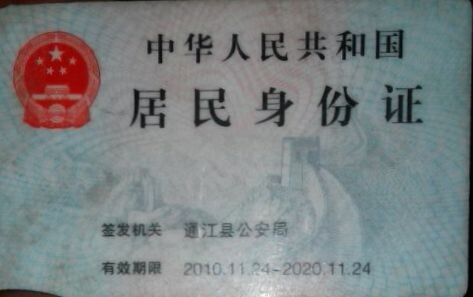 中华人民共和国
居民身份证
签发机关 通江县公安局
有效期限 2010.11.24-2020.11.24